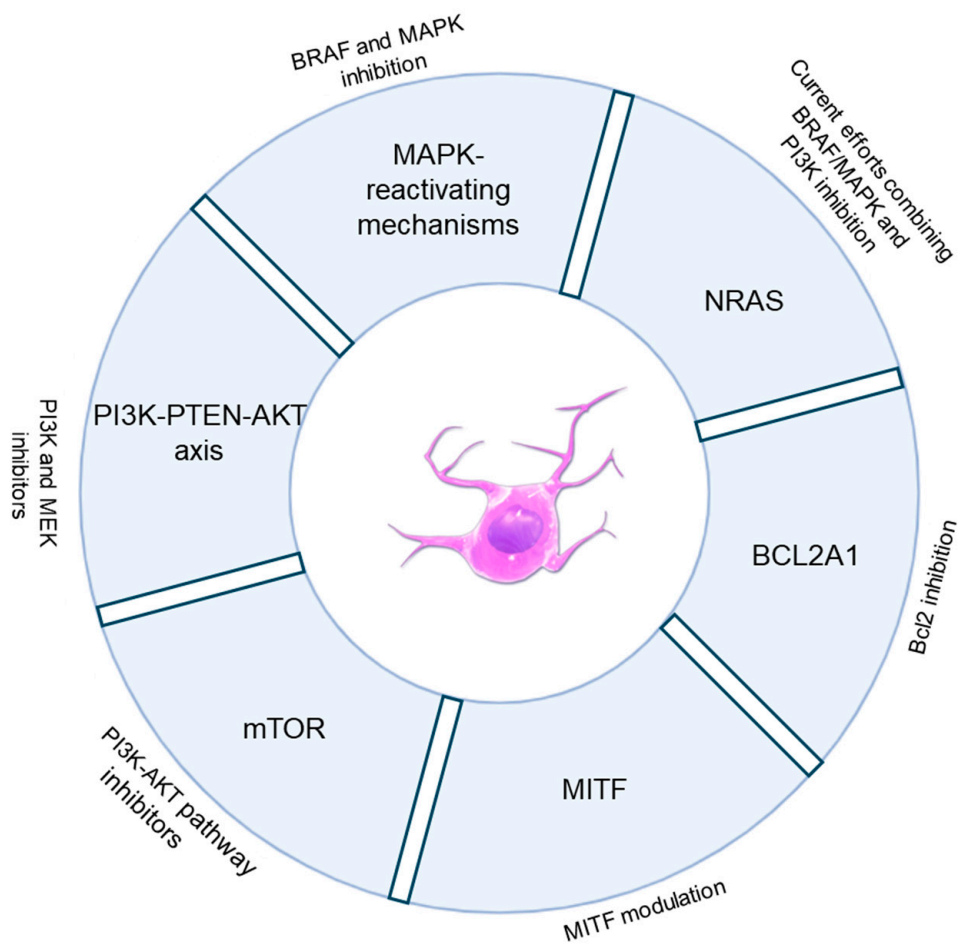 BRAF and MAPK
inhibition
MAPK-
reactivating
mechanisms
Current efforts combining
BRAF/MAPK and
PI3K inhibition
NRAS
BCL2A1
Bcl2 inhibition
MITF
MITF modulation
mTOR
PI3K-AKT pathway
inhibitors
PI3K-PTEN-AKT
axis
PI3K and MEK
inhibitors